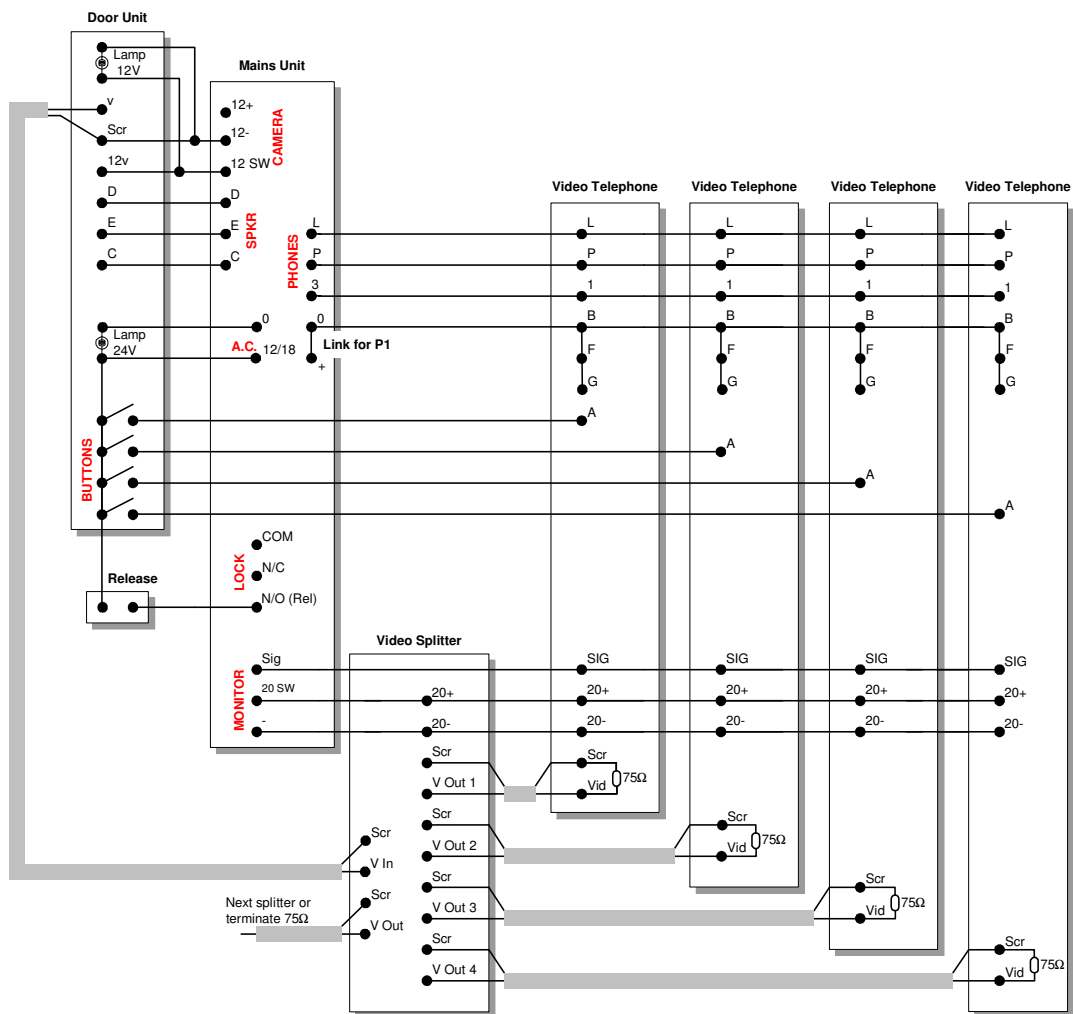 Door Unit
Lamp
12V
v
Scr
12v
D
E
C
Lamp
24V
BUTTONS
Release
Mains Unit
12+
12-
12 SW
CAMERA
D
E
C
SPKR
L
P
3
0
+
PHONES
Link for P1
0
A.C. 12/18
COM
N/C
N/O (Rel)
LOCK
Sig
20 SW
-
MONITOR
Video Splitter
20+
20-
Scr
V Out 1
Scr
V Out 2
Scr
V Out 3
Scr
V Out 4
Scr
V In
Scr
V Out
Next splitter or
terminate 75Ω
Video Telephone
L
P
1
B
F
G
A
SIG
20+
20-
Scr
Vid
75Ω
Video Telephone
L
P
1
B
F
G
A
SIG
20+
20-
Scr
Vid
75Ω
Video Telephone
L
P
1
B
F
G
A
SIG
20+
20-
Scr
Vid
75Ω
Video Telephone
L
P
1
B
F
G
A
SIG
20+
20-
Scr
Vid
75Ω